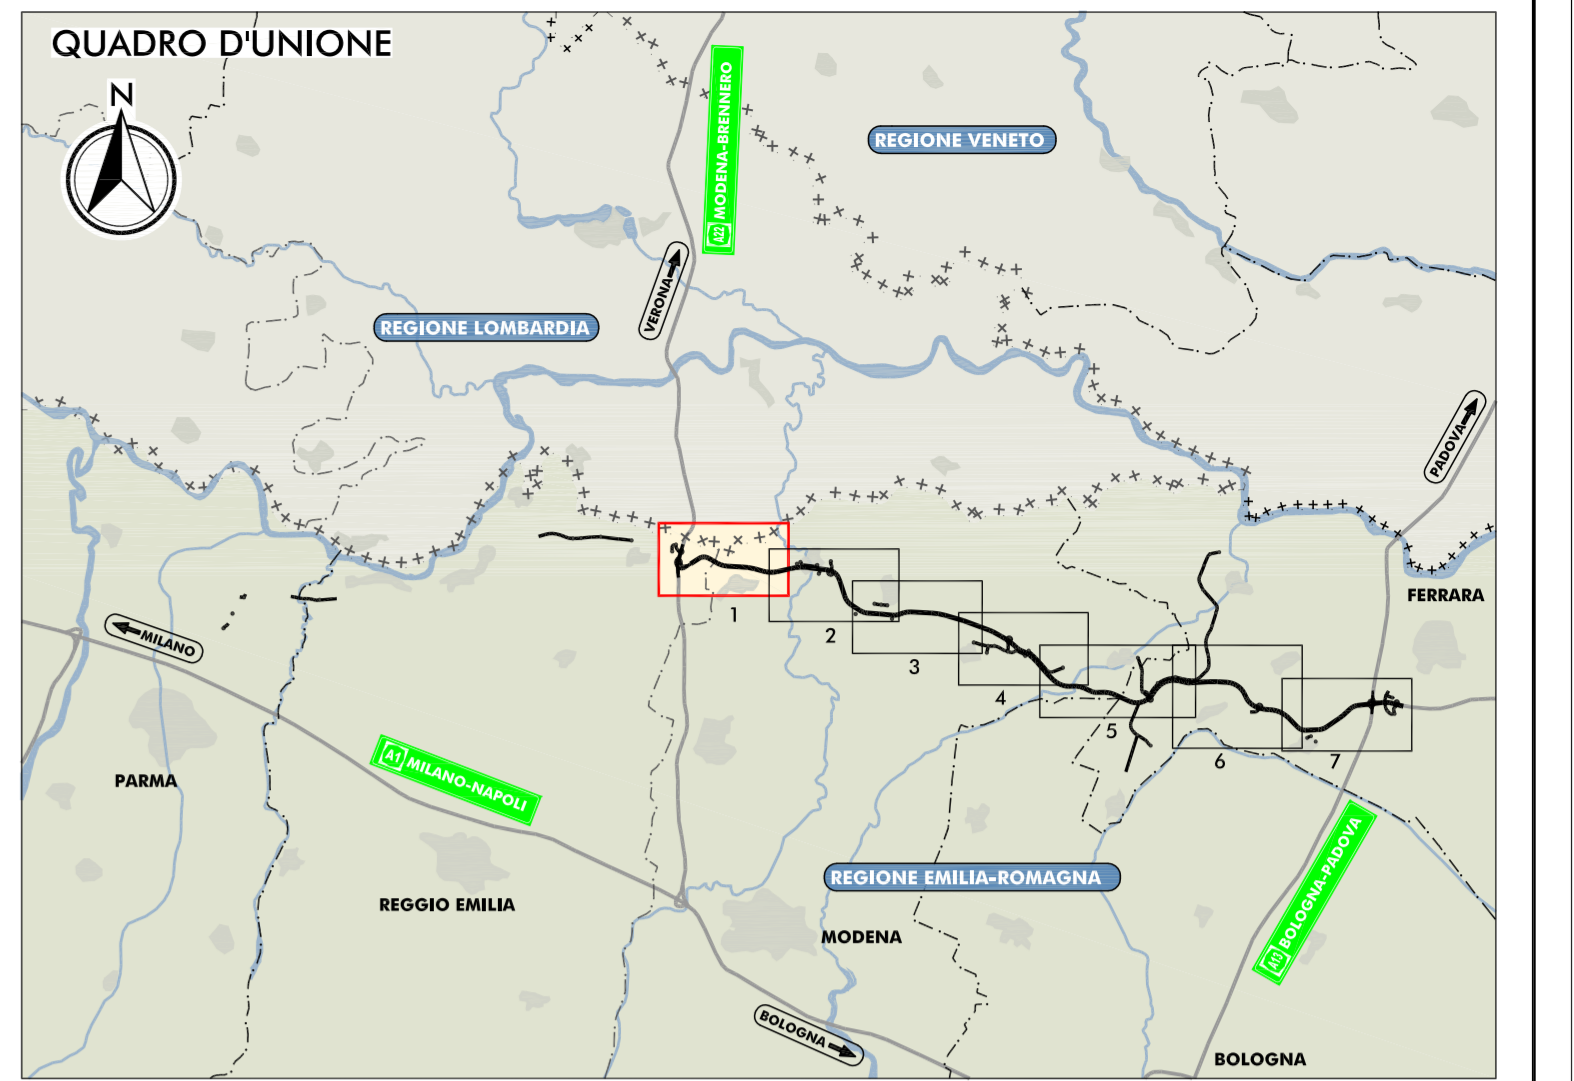 QUADRO D'UNIONE
N
A22 MODENA-BRENNERO
REGIONE VENETO
VERONA
REGIONE LOMBARDIA
PADOVA
FERRARA
MILANO
1
2
3
4
5
6
7
PARMA
A1 MILANO-NAPOLI
REGIONE EMILIA-ROMAGNA
A13 BOLOGNA-PADOVA
REGGIO EMILIA
MODENA
BOLOGNA
BOLOGNA